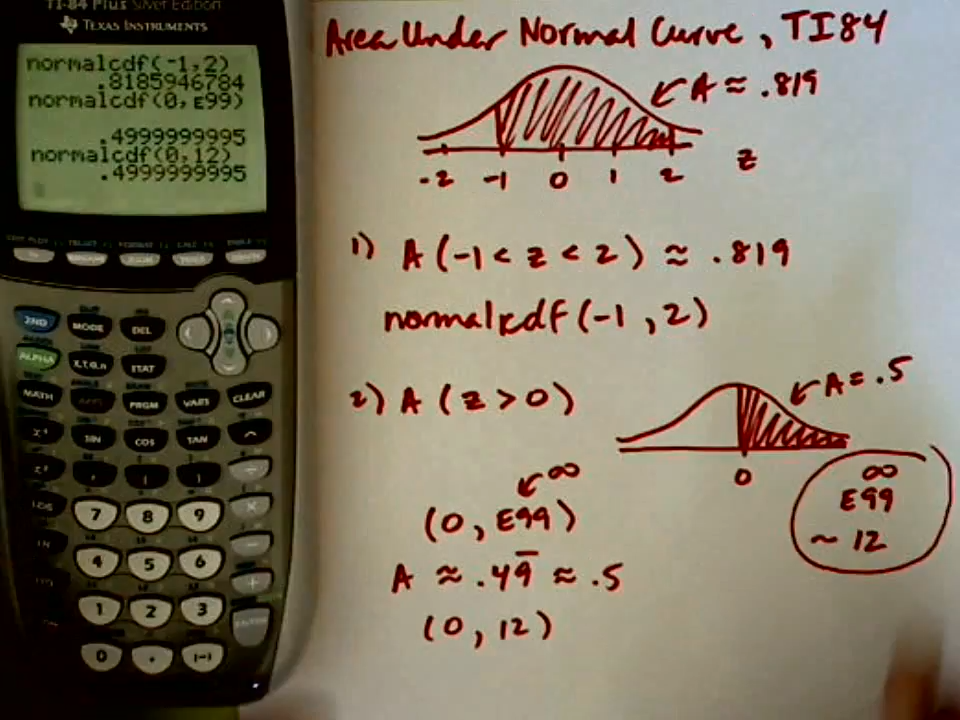 TI-84 Plus Silver Edition
TEXAS INSTRUMENTS
normalcdf(-1,2)
.8185946784
normalcdf(0,E99)
.4999999995
normalcdf(0,12)
.4999999995
2ND
MODE
DEL
ALPHA
X,T,θ,n
STAT
MATH
PRGM
VARS
CLEAR
SIN
COS
TAN
^
,
(
)
÷
7
8
9
×
4
5
6
−
1
2
3
+
0
.
(-)
ENTER
Area Under Normal Curve, TI84
A ≈ .819
-2 -1 0 1 2 z
1) A (-1 < z < 2) ≈ .819
normalcdf (-1, 2)
2) A (z > 0)
A = .5
0
∞
(0, E99)
A ≈ .49̅ ≈ .5
(0, 12)
∞
E99
~ 12